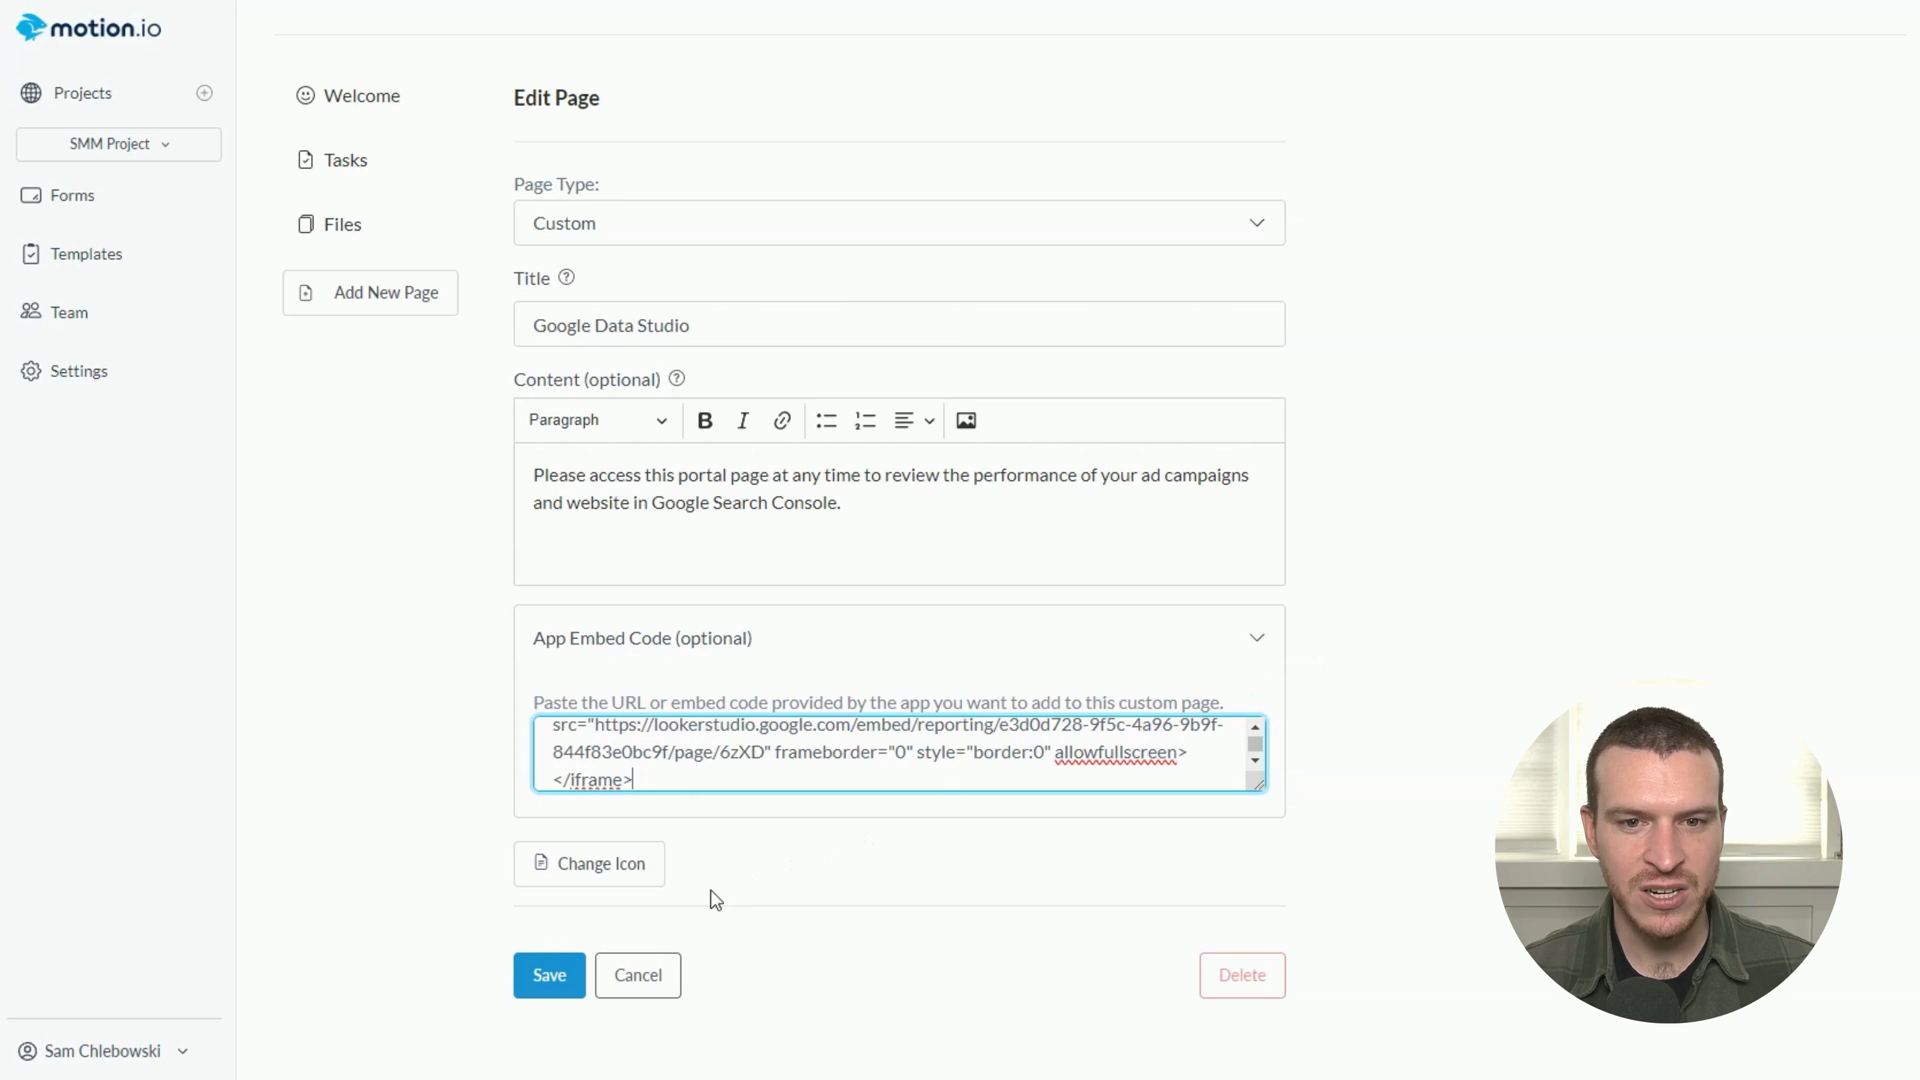 motion.io
Projects
SMM Project
Forms
Templates
Team
Settings
Sam Chlebowski
Welcome
Tasks
Files
Add New Page
Edit Page
Page Type:
Custom
Title
Google Data Studio
Content (optional)
Paragraph
Please access this portal page at any time to review the performance of your ad campaigns
and website in Google Search Console.
App Embed Code (optional)
Paste the URL or embed code provided by the app you want to add to this custom page.
src="https://lookerstudio.google.com/embed/reporting/e3d0d728-9f5c-4a96-9b9f-
844f83e0bc9f/page/6zXD" frameborder="0" style="border:0" allowfullscreen>
</iframe>
Change Icon
Save
Cancel
Delete